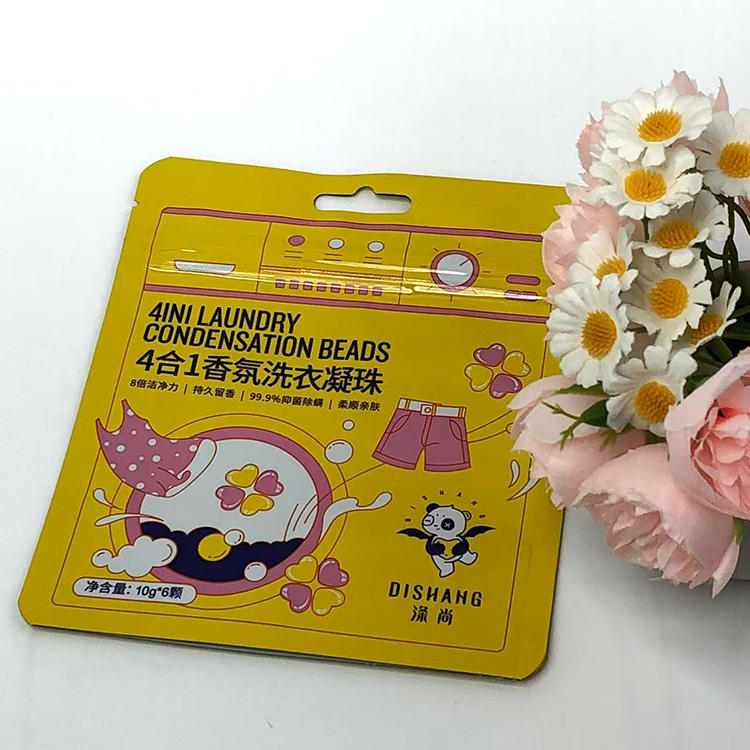 4INI LAUNDRY
CONDENSATION BEADS
4合1香氛洗衣凝珠
8倍洁净力 | 持久留香 | 99.9%抑菌除螨 | 柔顺亲肤
DISHANG
DISHANG
涤尚
净含量：10g*6颗